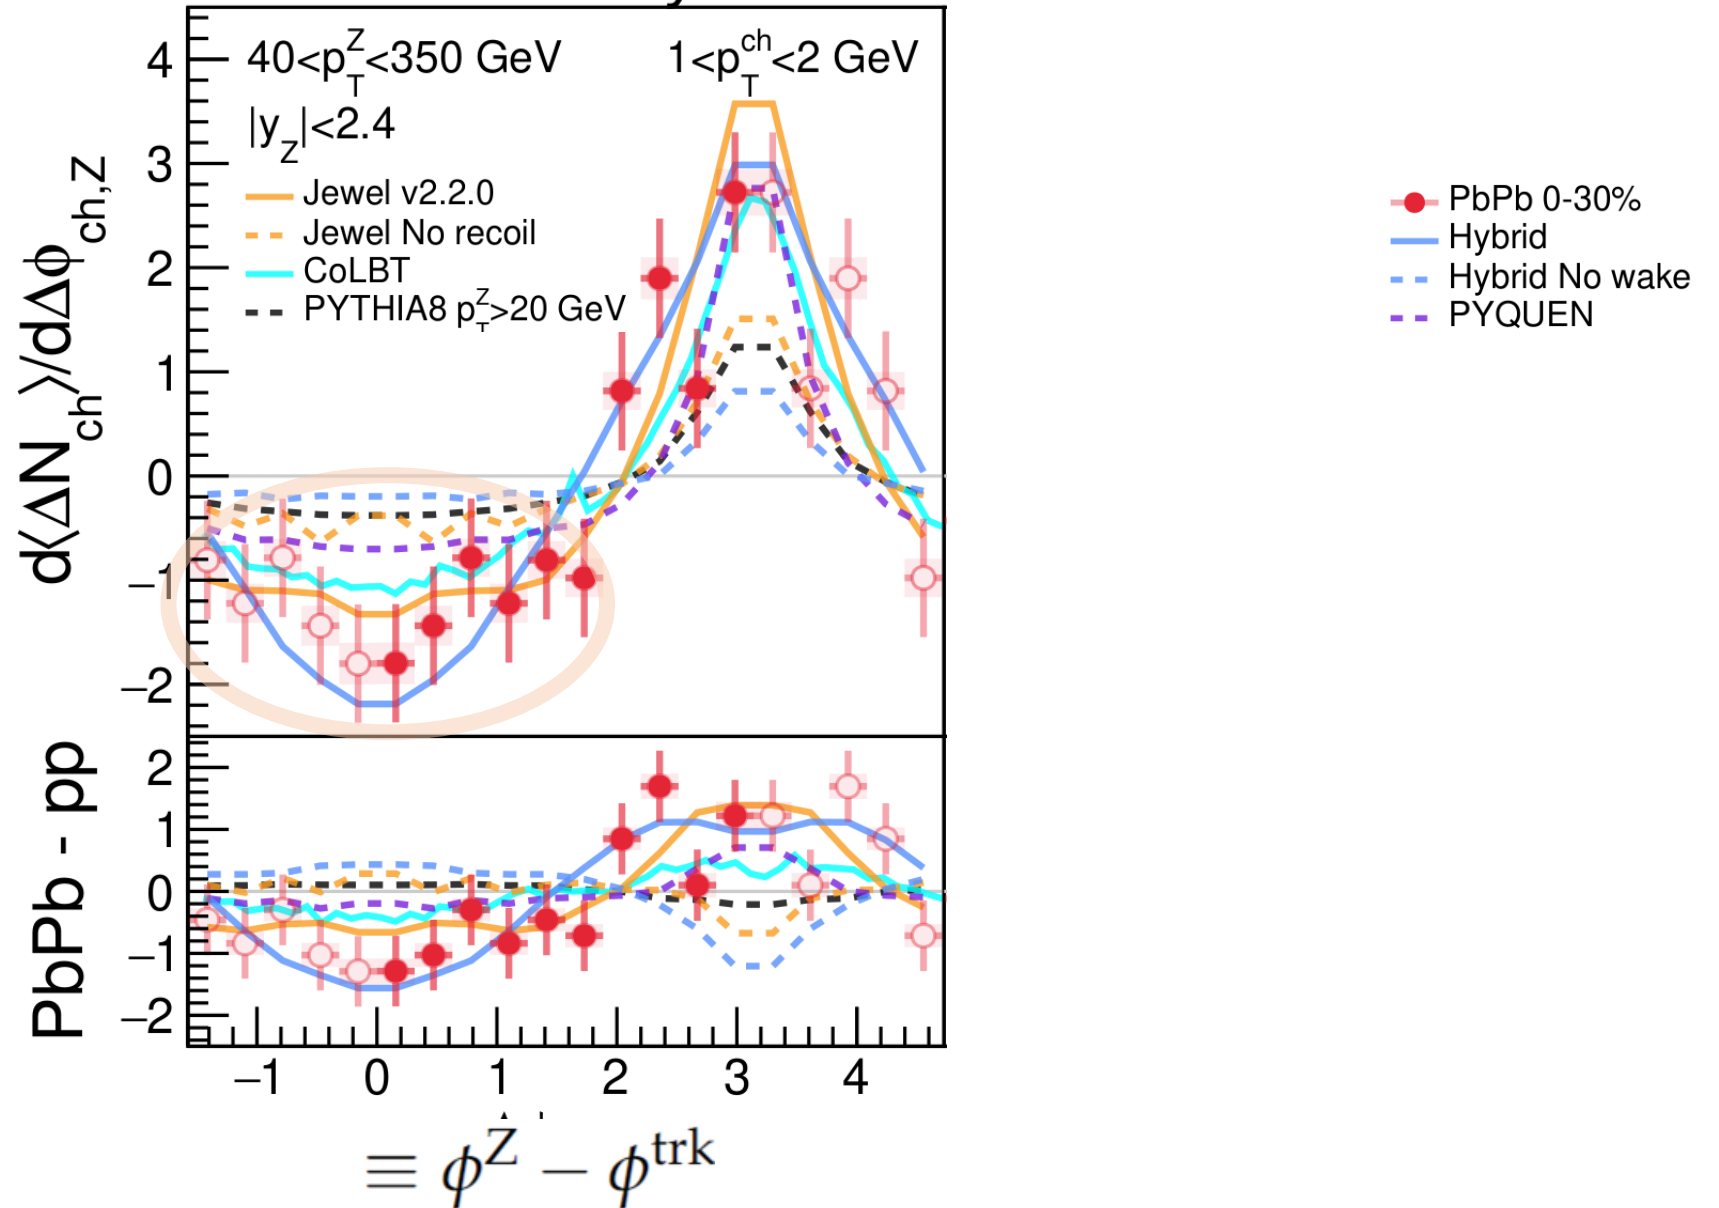 40<p_T^Z<350 GeV
1<p_T^ch<2 GeV
|y_Z|<2.4
Jewel v2.2.0
Jewel No recoil
CoLBT
PYTHIA8 p_T^Z>20 GeV
PbPb 0-30%
Hybrid
Hybrid No wake
PYQUEN
d⟨ΔN_ch⟩/dΔϕ_ch,Z
4
3
2
1
0
−1
−2
PbPb - pp
2
1
0
−1
−2
−1 0 1 2 3 4
≡ ϕ^Z − ϕ^trk